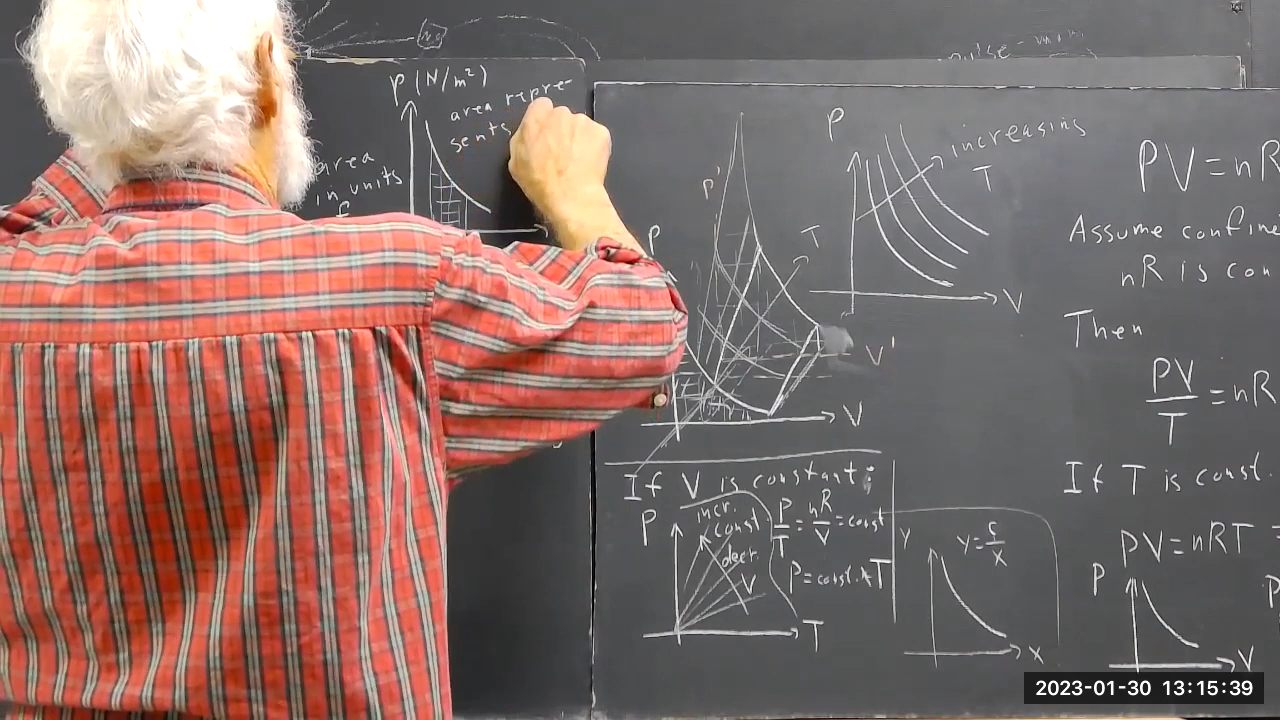 P (N/m²)
area repre-
sents
area
in units
P
P'
T
V'
V
P
increasing
T
V
PV=nR
Assume confine
nR is con
Then
PV/T = nR
If T is const.
PV=nRT =
P
V
If V is constant:
P
incr.
const.
decr.
V
T
P/T = nR/V = const
P=const.·T
Y
y=c/x
X
2023-01-30 13:15:39